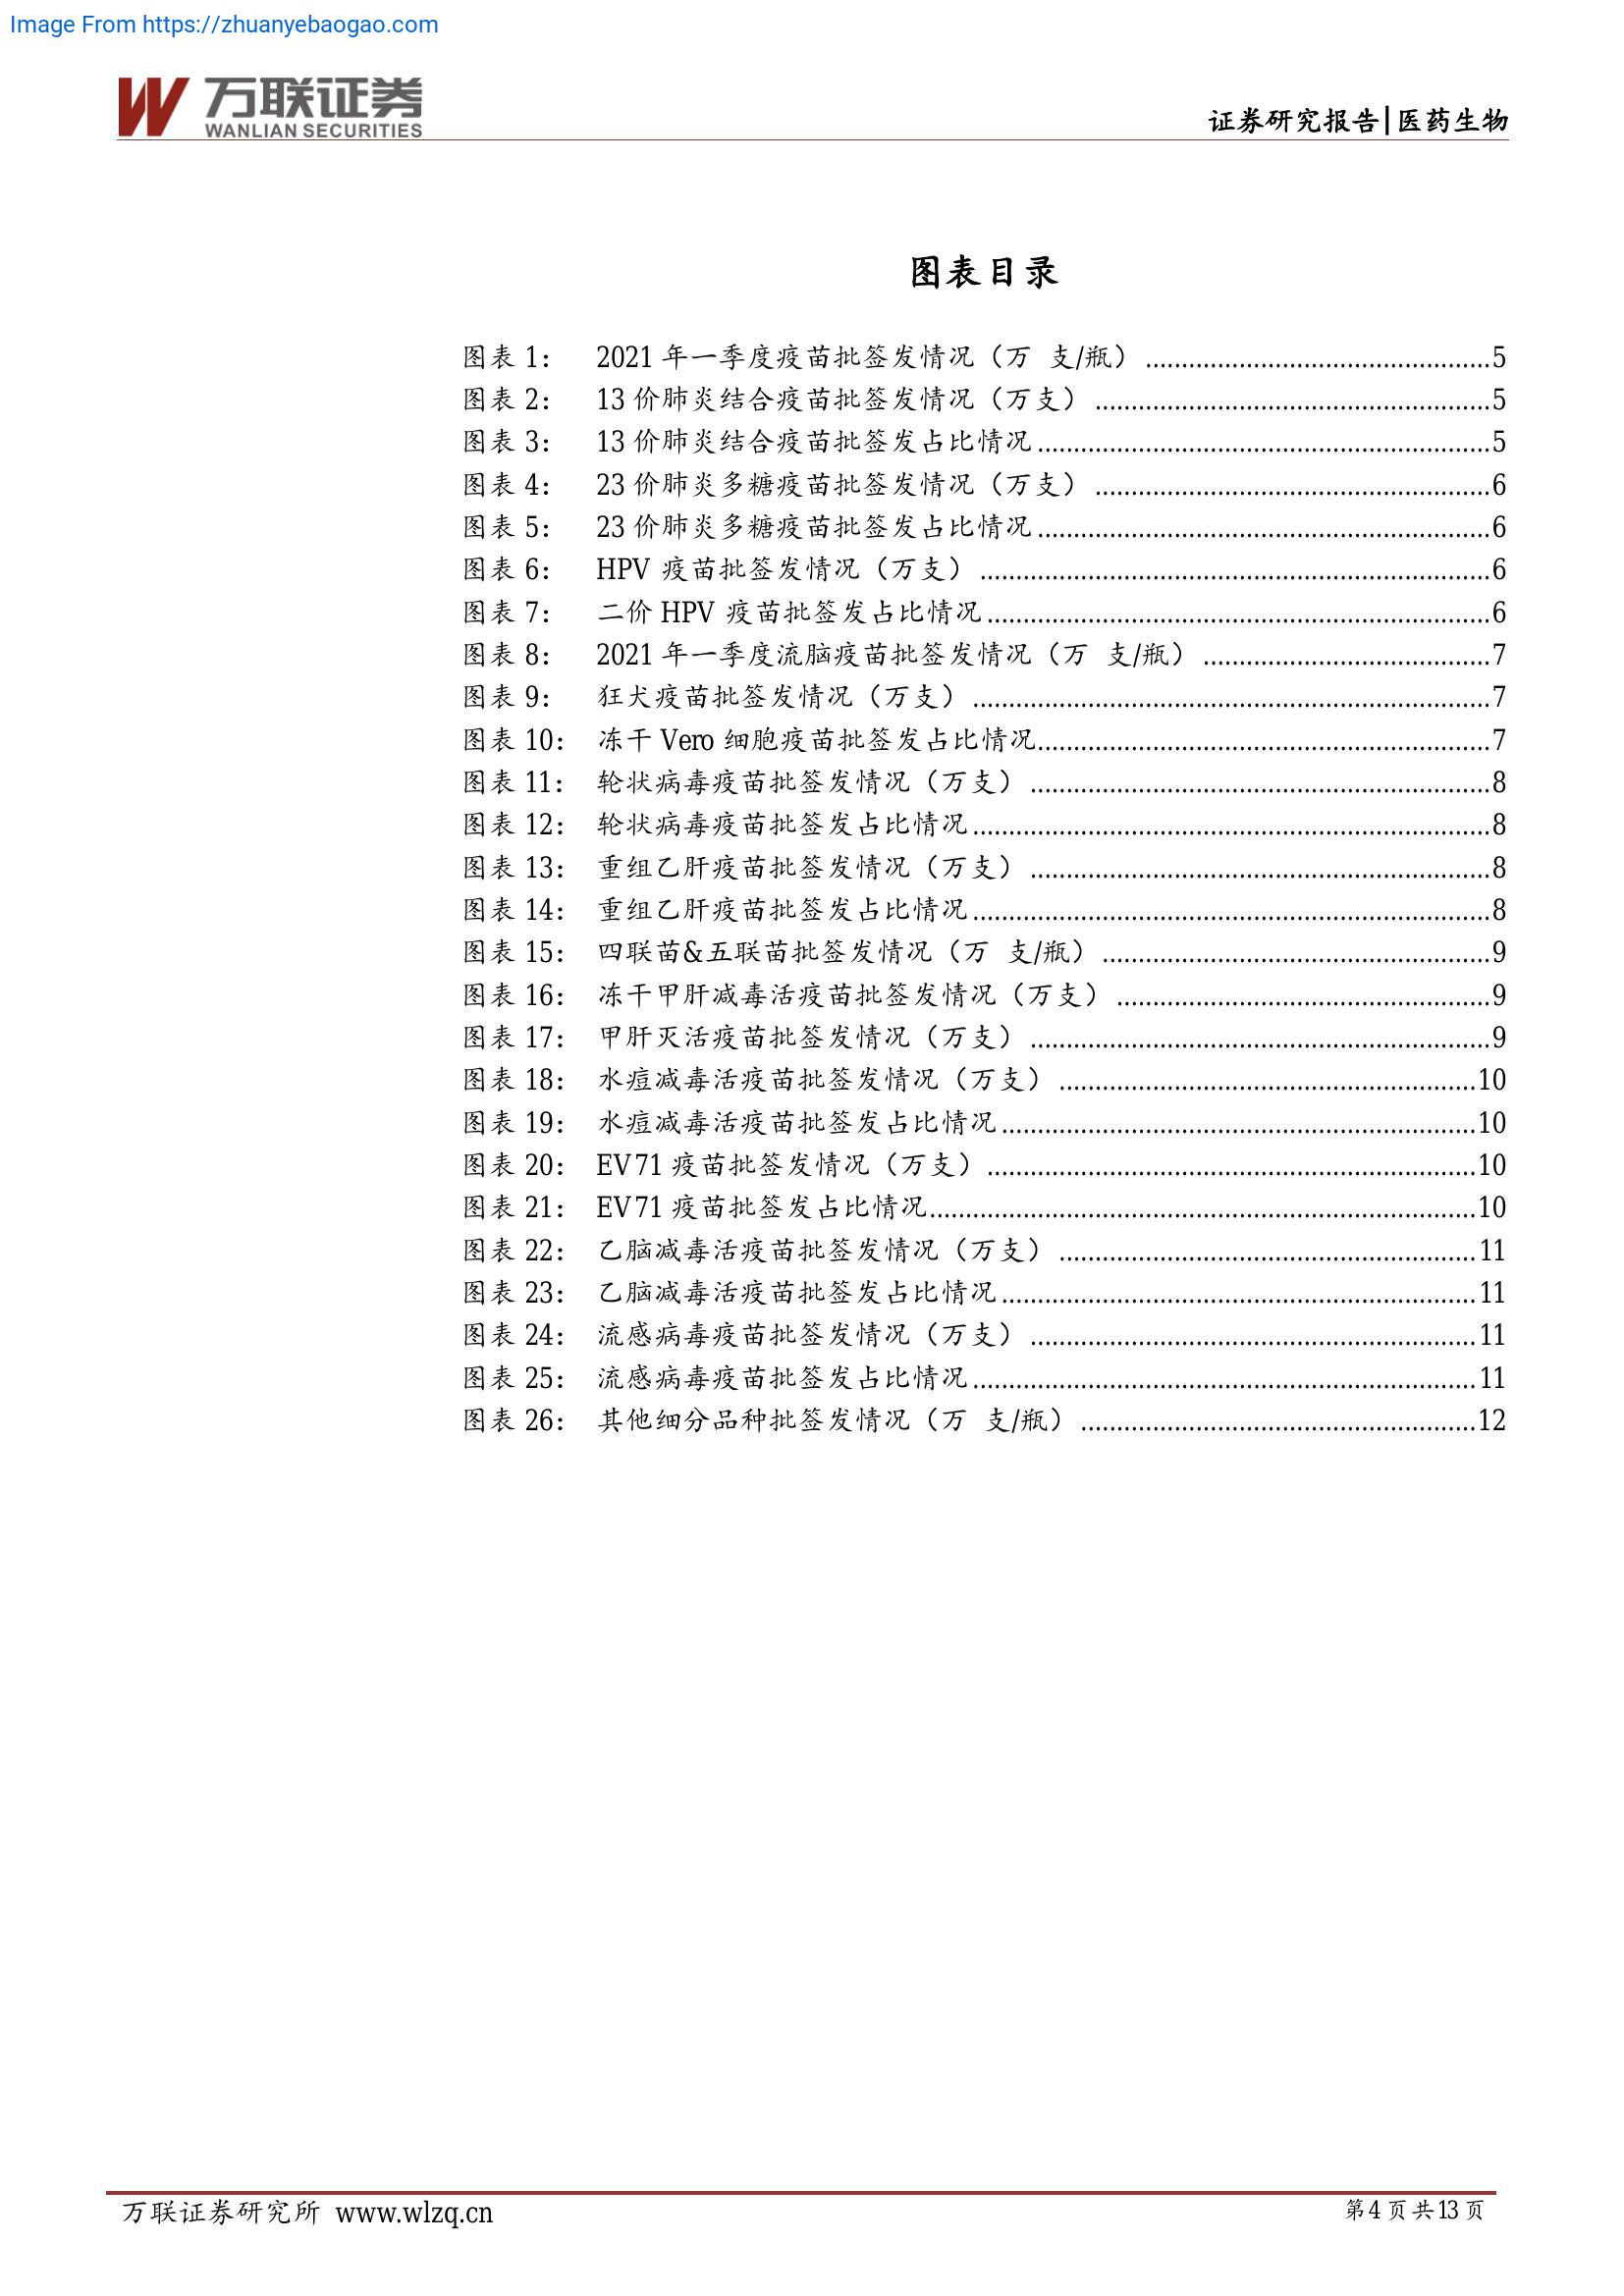 Image From https://zhuanyebaogao.com
万联证券
WANLIAN SECURITIES
证券研究报告|医药生物
图表目录
图表 1： 2021 年一季度疫苗批签发情况（万 支/瓶）................................................5
图表 2： 13 价肺炎结合疫苗批签发情况（万支）.......................................................5
图表 3： 13 价肺炎结合疫苗批签发占比情况...............................................................5
图表 4： 23 价肺炎多糖疫苗批签发情况（万支）.......................................................6
图表 5： 23 价肺炎多糖疫苗批签发占比情况...............................................................6
图表 6： HPV 疫苗批签发情况（万支）.......................................................................6
图表 7： 二价 HPV 疫苗批签发占比情况......................................................................6
图表 8： 2021 年一季度流脑疫苗批签发情况（万 支/瓶）........................................7
图表 9： 狂犬疫苗批签发情况（万支）........................................................................7
图表 10： 冻干 Vero 细胞疫苗批签发占比情况...............................................................7
图表 11： 轮状病毒疫苗批签发情况（万支）................................................................8
图表 12： 轮状病毒疫苗批签发占比情况........................................................................8
图表 13： 重组乙肝疫苗批签发情况（万支）................................................................8
图表 14： 重组乙肝疫苗批签发占比情况........................................................................8
图表 15： 四联苗&五联苗批签发情况（万 支/瓶）......................................................9
图表 16： 冻干甲肝减毒活疫苗批签发情况（万支）....................................................9
图表 17： 甲肝灭活疫苗批签发情况（万支）................................................................9
图表 18： 水痘减毒活疫苗批签发情况（万支）..........................................................10
图表 19： 水痘减毒活疫苗批签发占比情况..................................................................10
图表 20： EV71 疫苗批签发情况（万支）....................................................................10
图表 21： EV71 疫苗批签发占比情况............................................................................10
图表 22： 乙脑减毒活疫苗批签发情况（万支）..........................................................11
图表 23： 乙脑减毒活疫苗批签发占比情况..................................................................11
图表 24： 流感病毒疫苗批签发情况（万支）..............................................................11
图表 25： 流感病毒疫苗批签发占比情况......................................................................11
图表 26： 其他细分品种批签发情况（万 支/瓶）.......................................................12
万联证券研究所 www.wlzq.cn
第4 页 共 13 页